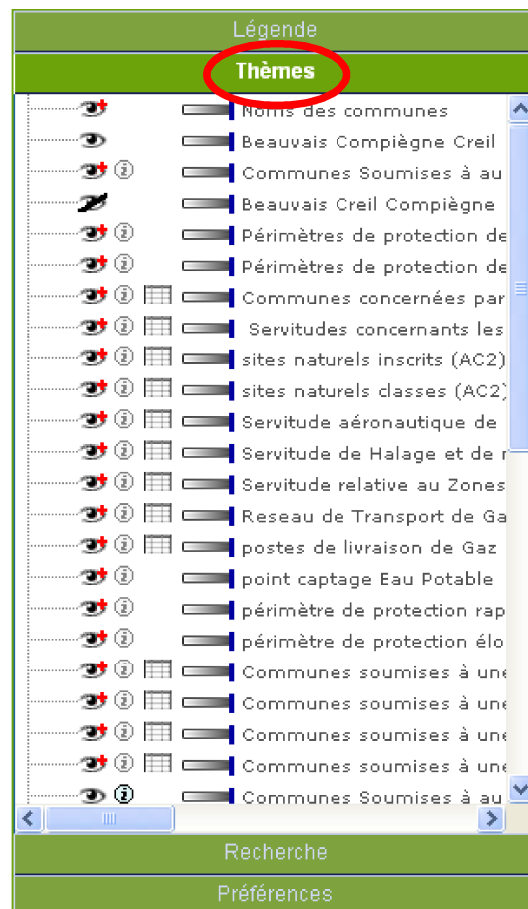 Légende
Thèmes
Noms des communes
Beauvais Compiègne Creil
Communes Soumises à au
Beauvais Creil Compiègne
Périmètres de protection de
Périmètres de protection de
Communes concernées par
Servitudes concernants les
sites naturels inscrits (AC2)
sites naturels classes (AC2)
Servitude aéronautique de
Servitude de Halage et de
Servitude relative au Zones
Reseau de Transport de Ga
postes de livraison de Gaz
point captage Eau Potable
périmètre de protection rap
périmètre de protection élo
Communes soumises à une
Communes soumises à une
Communes soumises à une
Communes soumises à une
Communes Soumises à au
Recherche
Préférences